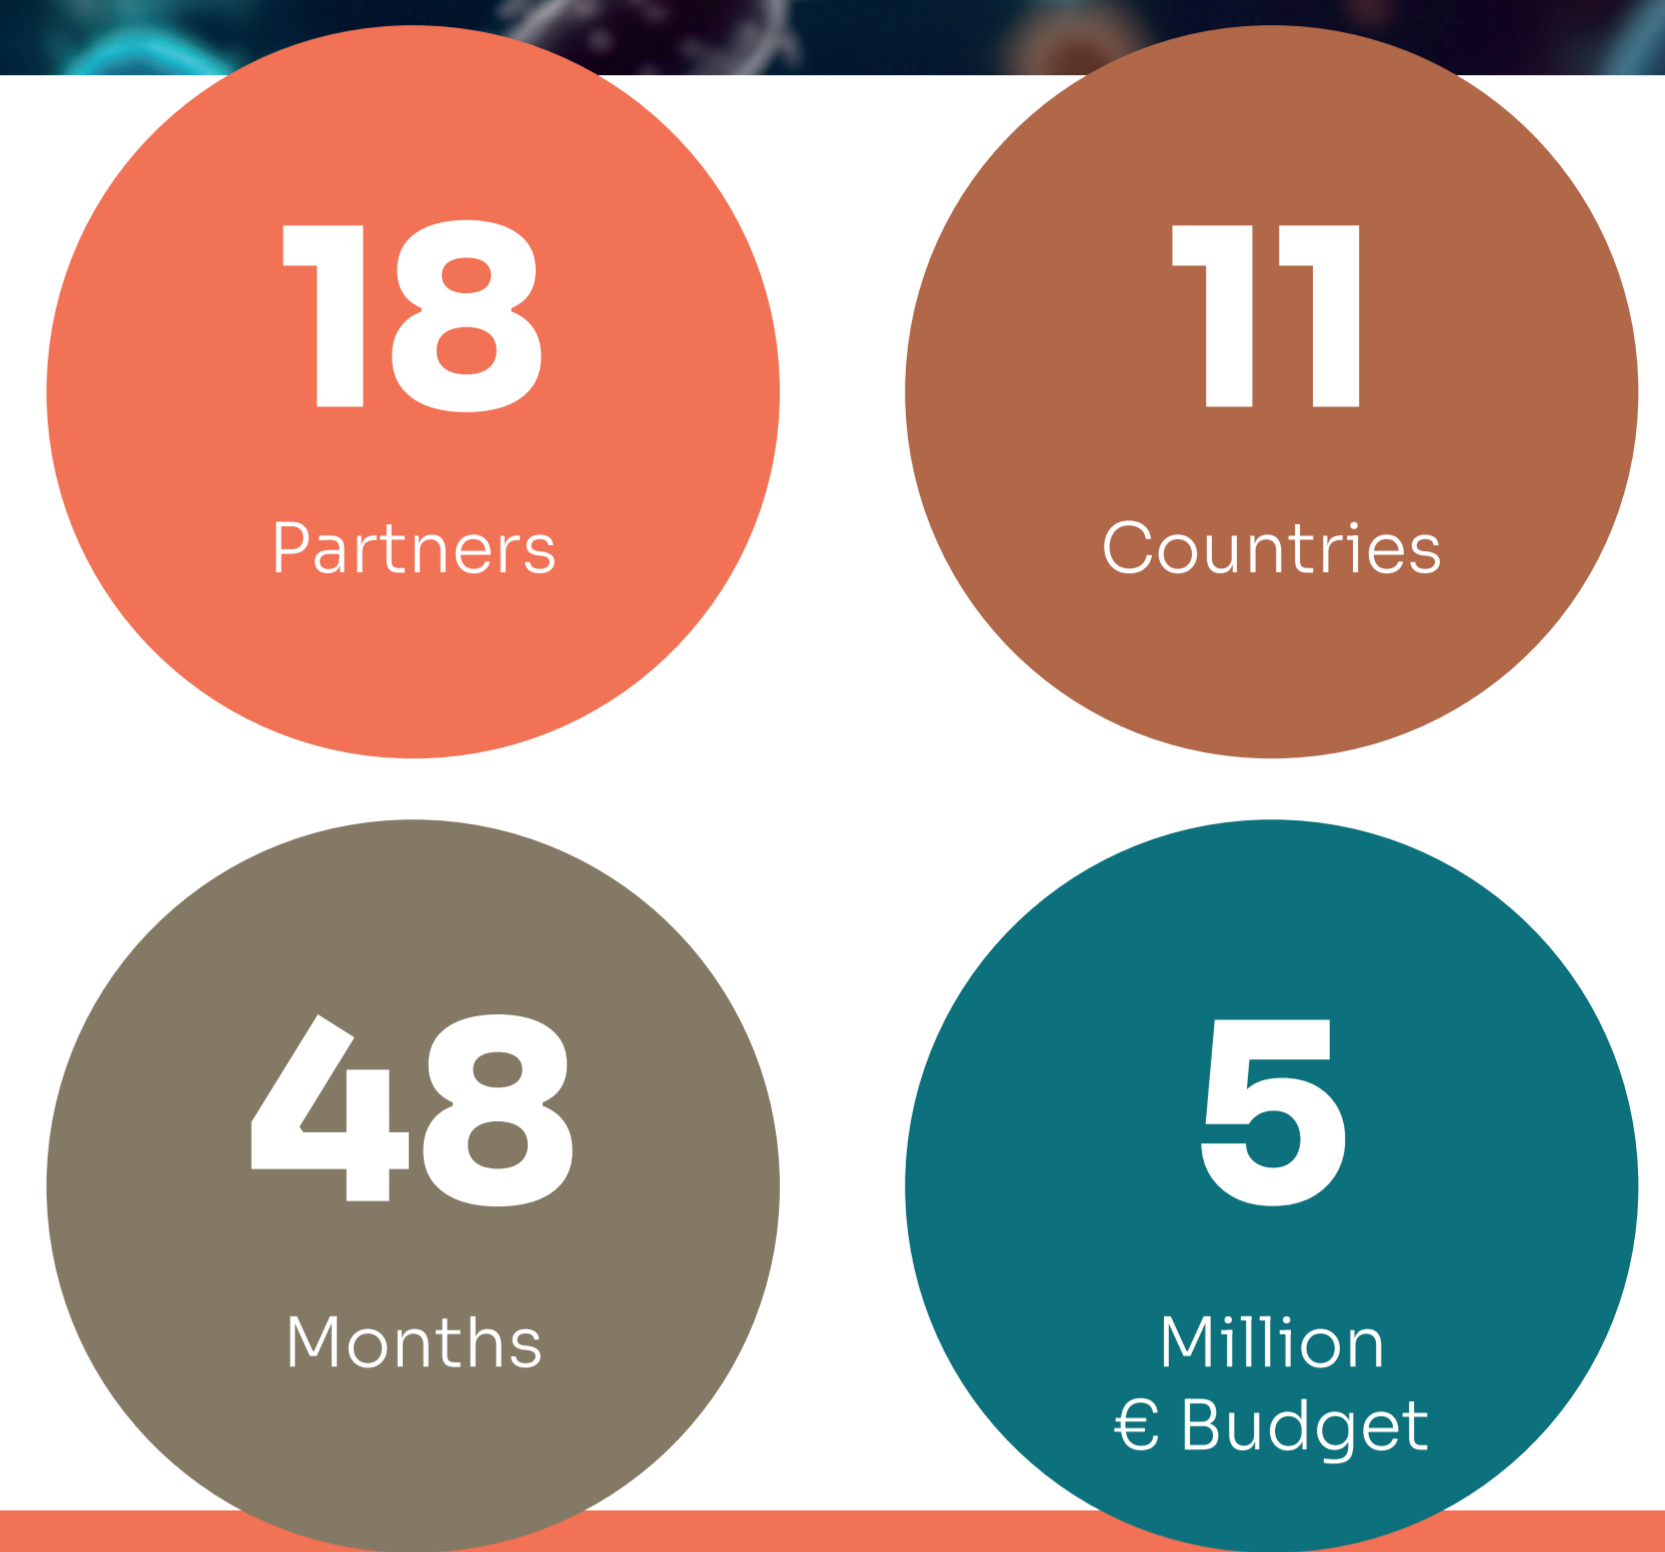 18
Partners
11
Countries
48
Months
5
Million
€ Budget